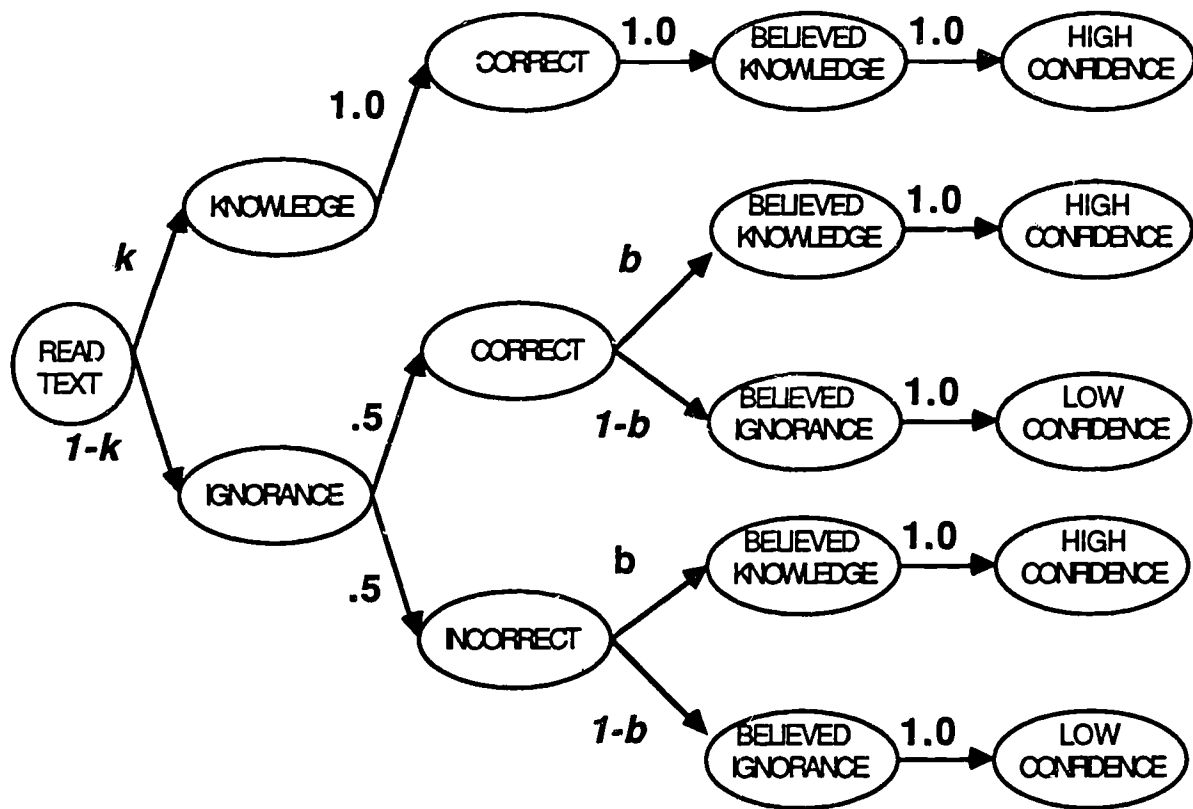 1.0
1.0
CORRECT
BELIEVED
KNOWLEDGE
HIGH
CONFIDENCE
1.0
KNOWLEDGE
BELIEVED
KNOWLEDGE
1.0
HIGH
CONFIDENCE
k
b
READ
TEXT
CORRECT
1-k
.5
1-b
BELIEVED
IGNORANCE
1.0
LOW
CONFIDENCE
IGNORANCE
.5
b
BELIEVED
KNOWLEDGE
1.0
HIGH
CONFIDENCE
INCORRECT
1-b
BELIEVED
IGNORANCE
1.0
LOW
CONFIDENCE